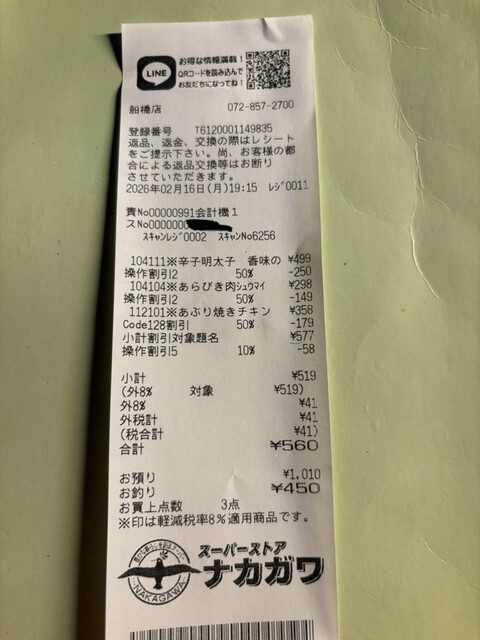 LINE
お得な情報満載!
QRコードを読み込んで
お友だちになってね!
船橋店 072-857-2700
登録番号 T6120001149835
返品、返金、交換の際はレシート
をご提示下さい。尚、お客様の都
合による返品交換等はお断り
させていただきます。
2026年02月16日(月)19:15 レジ0011
責No00000991会計機1
スNo0000000
スキャンレジ0002 スキャンNo6256
104111※辛子明太子 香味の ¥499
操作割引2 50% -250
104104※あらびき肉シュウマイ ¥298
操作割引2 50% -149
112101※あぶり焼きチキン ¥358
Code128割引 50% -179
小計割引対象題名 ¥577
操作割引5 10% -58
小計 ¥519
(外8% 対象 ¥519)
外8% ¥41
外税計 ¥41
(税合計 ¥41)
合計 ¥560
お預り ¥1,010
お釣り ¥450
お買上点数 3点
※印は軽減税率8%適用商品です。
スーパーストア
ナカガワ
NAKAGAWA